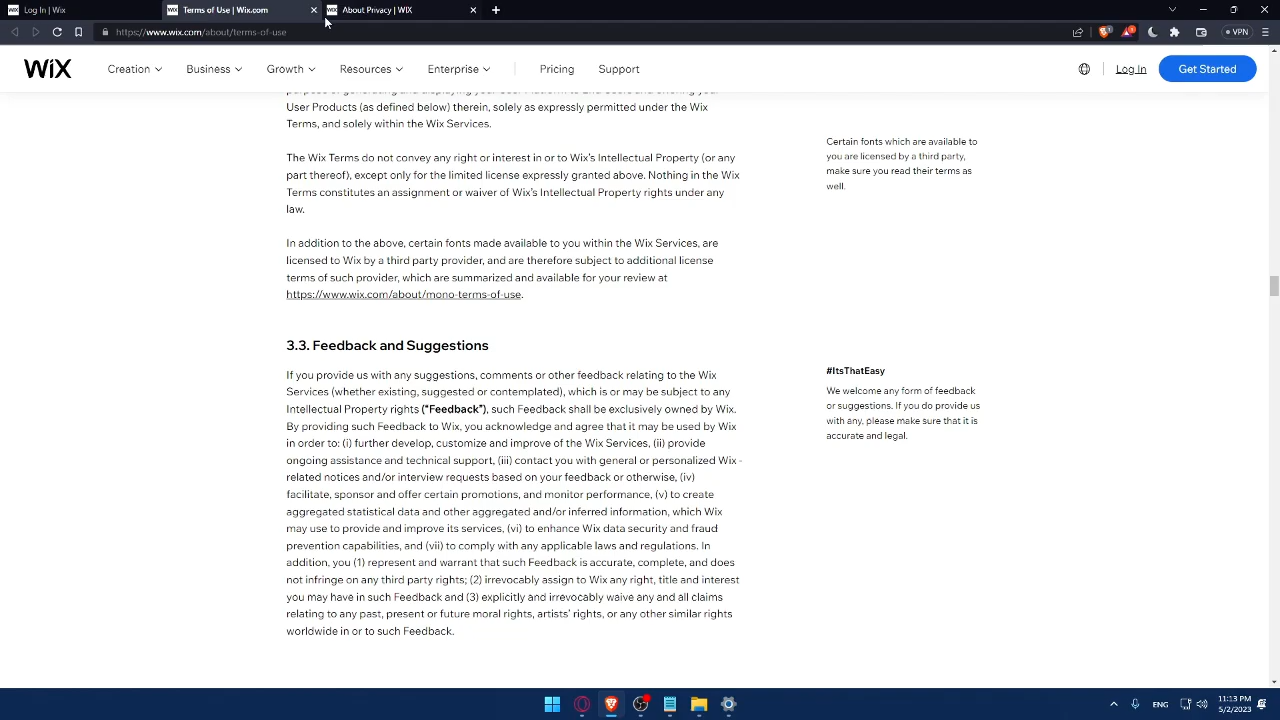 Log In | Wix
Terms of Use | Wix.com
About Privacy | WIX
https://www.wix.com/about/terms-of-use
VPN
WiX
Creation
Business
Growth
Resources
Enterprise
Pricing
Support
Log In
Get Started
User Products (as defined below) therein, solely as expressly permitted under the Wix
Terms, and solely within the Wix Services.
The Wix Terms do not convey any right or interest in or to Wix's Intellectual Property (or any
part thereof), except only for the limited license expressly granted above. Nothing in the Wix
Terms constitutes an assignment or waiver of Wix's Intellectual Property rights under any
law.
In addition to the above, certain fonts made available to you within the Wix Services, are
licensed to Wix by a third party provider, and are therefore subject to additional license
terms of such provider, which are summarized and available for your review at
https://www.wix.com/about/mono-terms-of-use.
Certain fonts which are available to
you are licensed by a third party,
make sure you read their terms as
well.
3.3. Feedback and Suggestions
If you provide us with any suggestions, comments or other feedback relating to the Wix
Services (whether existing, suggested or contemplated), which is or may be subject to any
Intellectual Property rights ("Feedback"), such Feedback shall be exclusively owned by Wix.
By providing such Feedback to Wix, you acknowledge and agree that it may be used by Wix
in order to: (i) further develop, customize and improve of the Wix Services, (ii) provide
ongoing assistance and technical support, (iii) contact you with general or personalized Wix -
related notices and/or interview requests based on your feedback or otherwise, (iv)
facilitate, sponsor and offer certain promotions, and monitor performance, (v) to create
aggregated statistical data and other aggregated and/or inferred information, which Wix
may use to provide and improve its services, (vi) to enhance Wix data security and fraud
prevention capabilities, and (vii) to comply with any applicable laws and regulations. In
addition, you (1) represent and warrant that such Feedback is accurate, complete, and does
not infringe on any third party rights; (2) irrevocably assign to Wix any right, title and interest
you may have in such Feedback and (3) explicitly and irrevocably waive any and all claims
relating to any past, present or future moral rights, artists' rights, or any other similar rights
worldwide in or to such Feedback.
#ItsThatEasy
We welcome any form of feedback
or suggestions. If you do provide us
with any, please make sure that it is
accurate and legal.
ENG
11:13 PM
5/2/2023